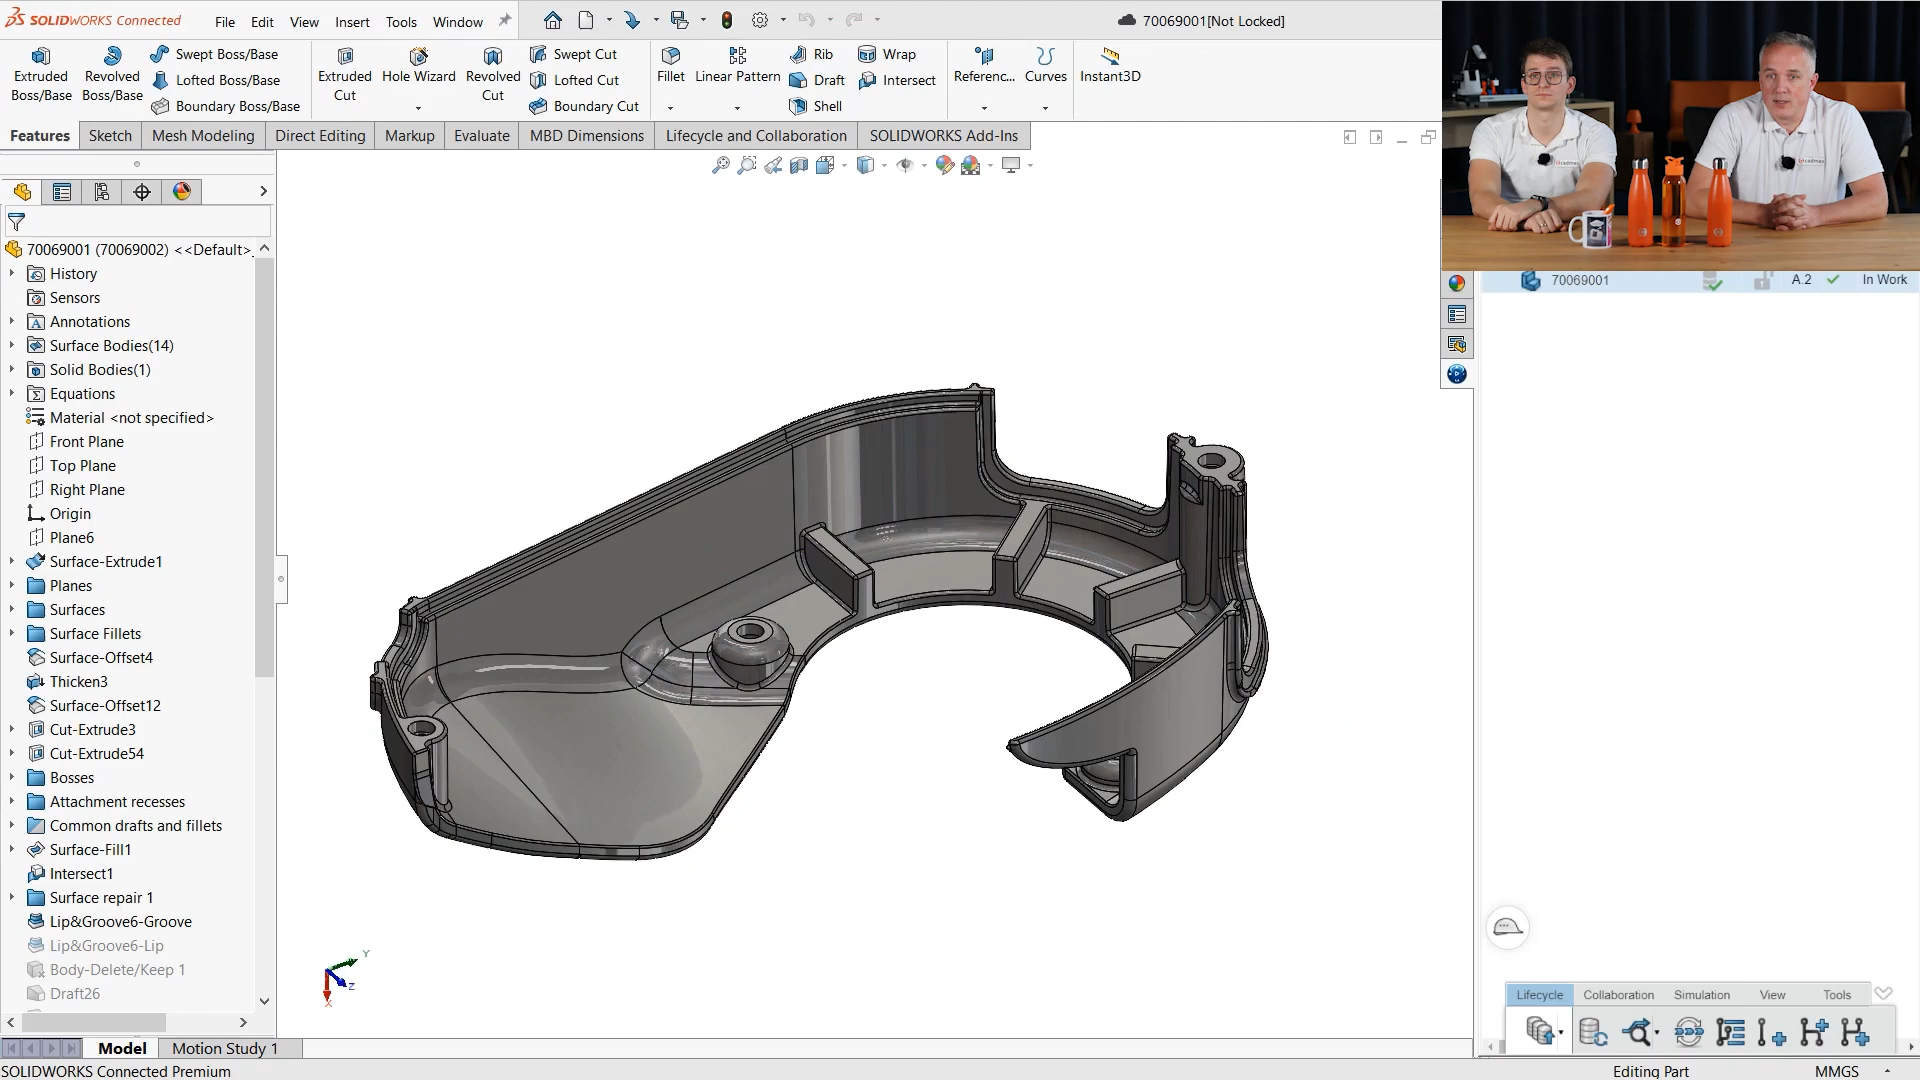 SOLIDWORKS Connected
File Edit View Insert Tools Window
70069001[Not Locked]
Extruded Boss/Base
Revolved Boss/Base
Swept Boss/Base
Lofted Boss/Base
Boundary Boss/Base
Extruded Cut
Hole Wizard
Revolved Cut
Swept Cut
Lofted Cut
Boundary Cut
Fillet
Linear Pattern
Rib
Draft
Shell
Wrap
Intersect
Referenc...
Curves
Instant3D
Features Sketch Mesh Modeling Direct Editing Markup Evaluate MBD Dimensions Lifecycle and Collaboration SOLIDWORKS Add-Ins
70069001 (70069002) <<Default>_
History
Sensors
Annotations
Surface Bodies(14)
Solid Bodies(1)
Equations
Material <not specified>
Front Plane
Top Plane
Right Plane
Origin
Plane6
Surface-Extrude1
Planes
Surfaces
Surface Fillets
Surface-Offset4
Thicken3
Surface-Offset12
Cut-Extrude3
Cut-Extrude54
Bosses
Attachment recesses
Common drafts and fillets
Surface-Fill1
Intersect1
Surface repair 1
Lip&Groove6-Groove
Lip&Groove6-Lip
Body-Delete/Keep 1
Draft26
Y
Z
X
70069001 A.2 In Work
Lifecycle Collaboration Simulation View Tools
Model Motion Study 1
SOLIDWORKS Connected Premium
Editing Part
MMGS